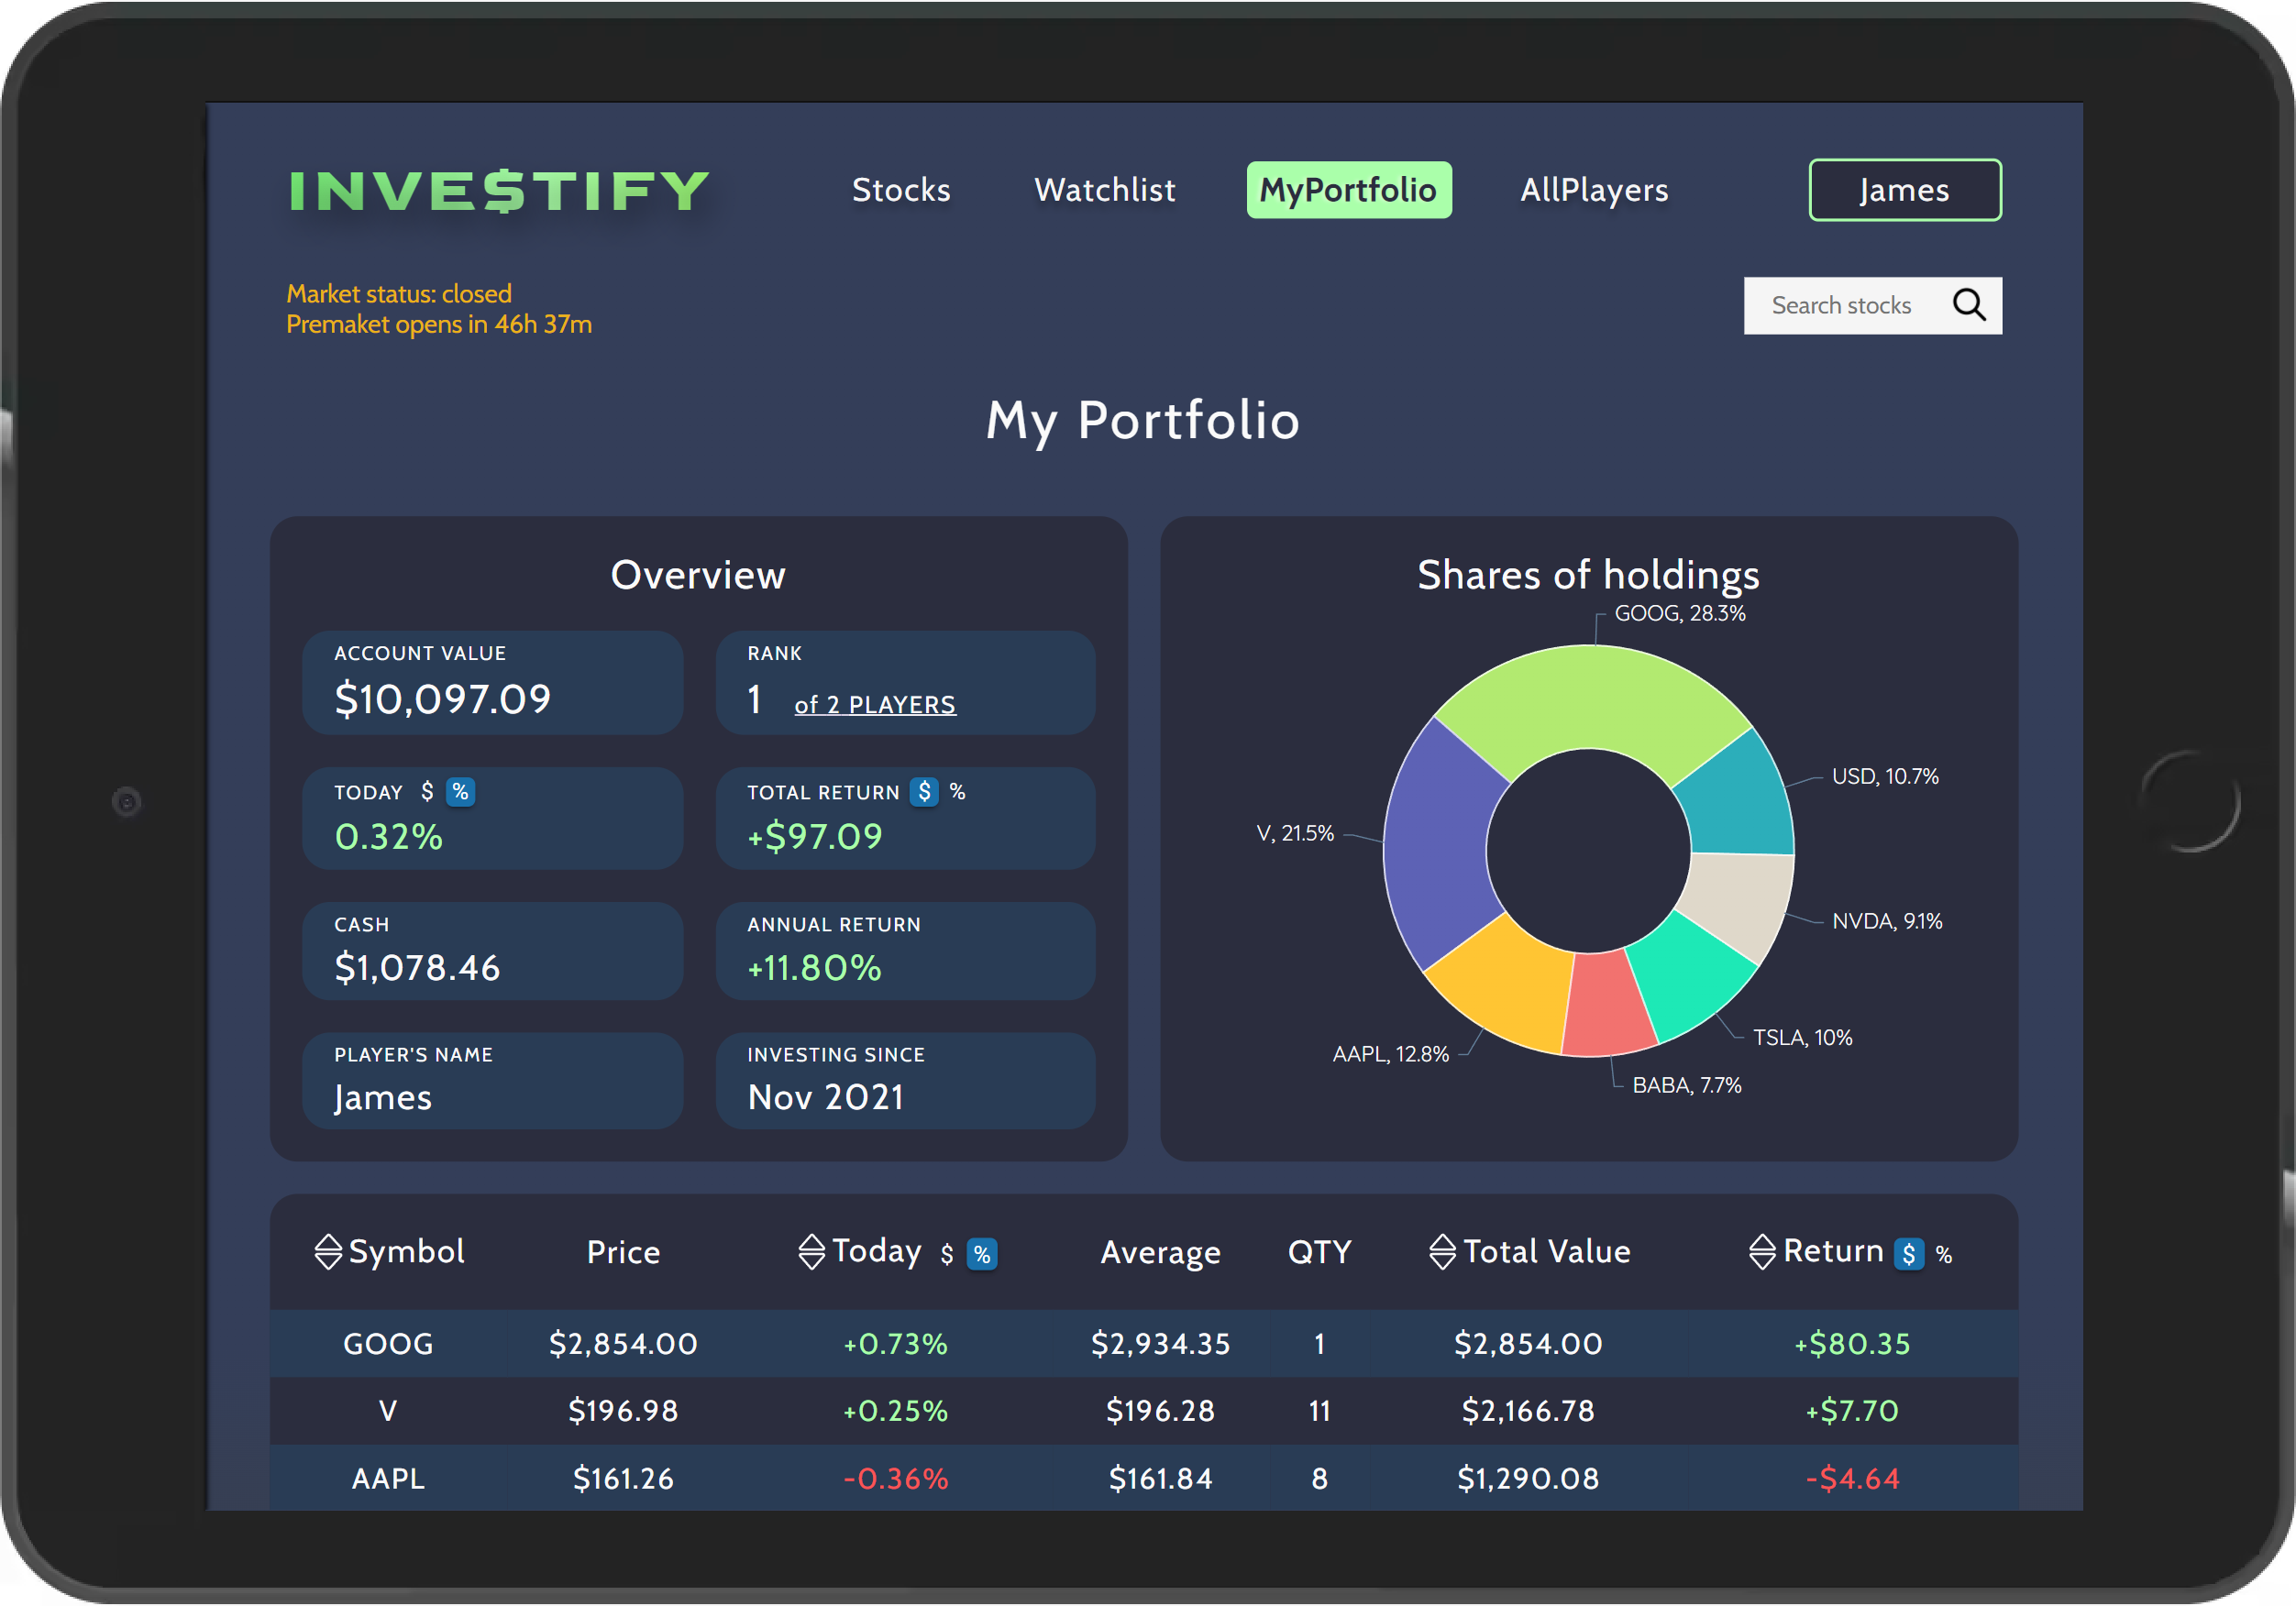 INVE$TIFY
Stocks
Watchlist
MyPortfolio
AllPlayers
James
Market status: closed
Premaket opens in 46h 37m
Search stocks
My Portfolio
Overview
ACCOUNT VALUE
$10,097.09
RANK
1 of 2 PLAYERS
TODAY $ %
0.32%
TOTAL RETURN $ %
+$97.09
CASH
$1,078.46
ANNUAL RETURN
+11.80%
PLAYER'S NAME
James
INVESTING SINCE
Nov 2021
Shares of holdings
GOOG, 28.3%
USD, 10.7%
V, 21.5%
NVDA, 9.1%
TSLA, 10%
AAPL, 12.8%
BABA, 7.7%
Symbol Price Today $ % Average QTY Total Value Return $ %
GOOG $2,854.00 +0.73% $2,934.35 1 $2,854.00 +$80.35
V $196.98 +0.25% $196.28 11 $2,166.78 +$7.70
AAPL $161.26 -0.36% $161.84 8 $1,290.08 -$4.64